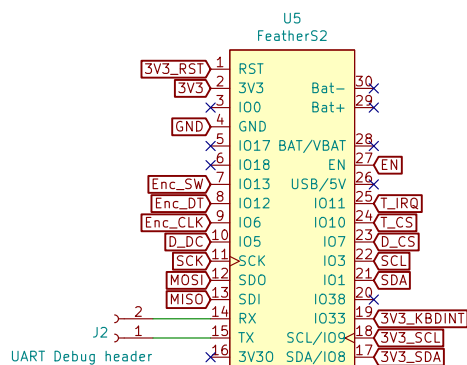 U5
FeatherS2
3V3_RST 1 RST
3V3 2 3V3 Bat- 30
3 IO0 Bat+ 29
GND 4 GND
5 IO17 BAT/VBAT 28
6 IO18 EN 27 EN
Enc_SW 7 IO13 USB/5V 26
Enc_DT 8 IO12 IO11 25 T_IRQ
Enc_CLK 9 IO6 IO10 24 T_CS
D_DC 10 IO5 IO7 23 D_CS
SCK 11 SCK IO3 22 SCL
MOSI 12 SDO IO1 21 SDA
MISO 13 SDI IO38 20
2 14 RX IO33 19 3V3_KBDINT
J2 1 15 TX SCL/IO9 18 3V3_SCL
UART Debug header 16 3V3O SDA/IO8 17 3V3_SDA